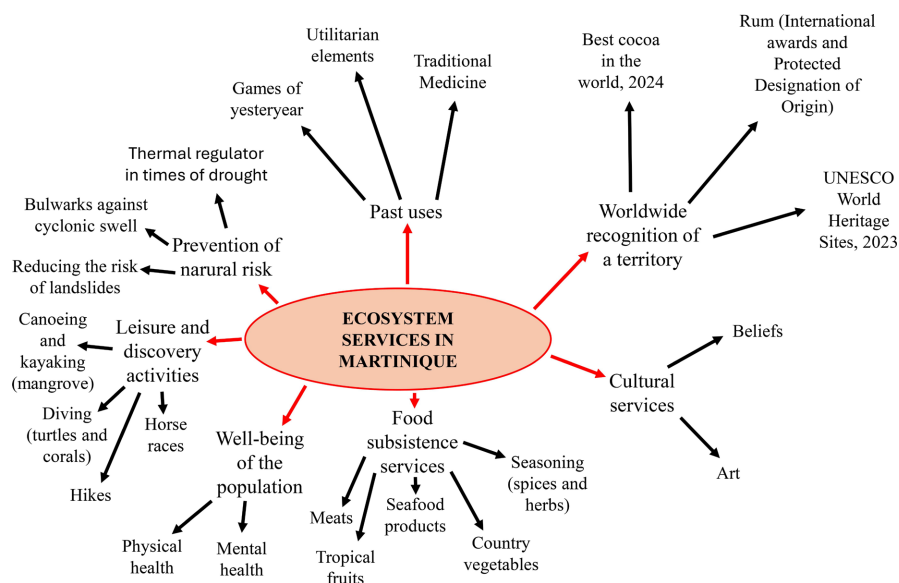 ECOSYSTEM
SERVICES IN
MARTINIQUE
Past uses
Games of
yesteryear
Utilitarian
elements
Traditional
Medicine
Worldwide
recognition of
a territory
Best cocoa
in the
world, 2024
Rum (International
awards and
Protected
Designation of
Origin)
UNESCO
World
Heritage
Sites, 2023
Cultural
services
Beliefs
Art
Food
subsistence
services
Seasoning
(spices and
herbs)
Country
vegetables
Seafood
products
Tropical
fruits
Meats
Well-being
of the
population
Mental
health
Physical
health
Leisure and
discovery
activities
Horse
races
Hikes
Diving
(turtles and
corals)
Canoeing
and
kayaking
(mangrove)
Prevention of
narural risk
Reducing the risk
of landslides
Bulwarks against
cyclonic swell
Thermal regulator
in times of drought